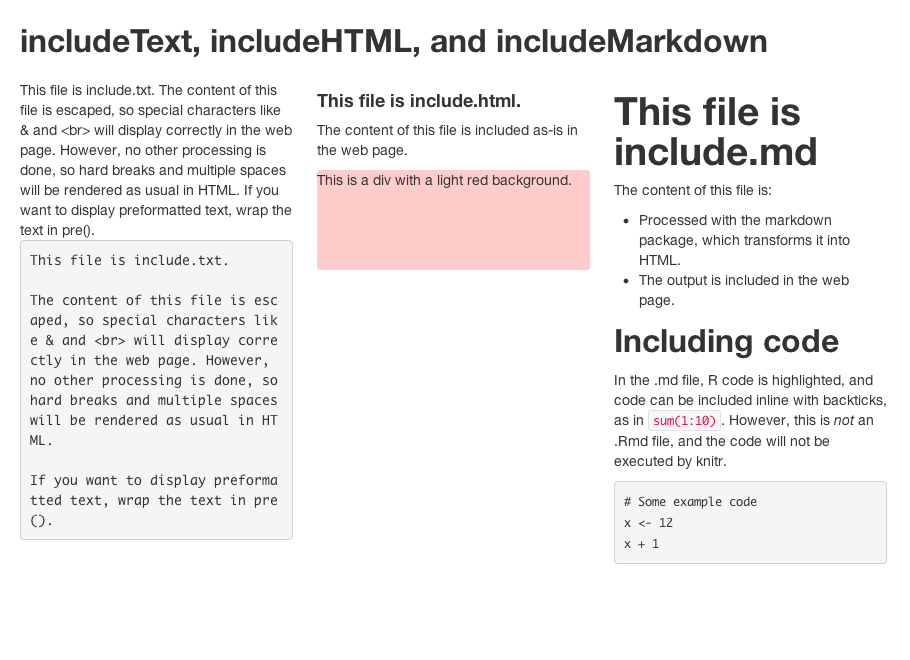 includeText, includeHTML, and includeMarkdown
This file is include.txt. The content of this
file is escaped, so special characters like
& and <br> will display correctly in the web
page. However, no other processing is
done, so hard breaks and multiple spaces
will be rendered as usual in HTML. If you
want to display preformatted text, wrap the
text in pre().
This file is include.txt.
The content of this file is esc
aped, so special characters lik
e & and <br> will display corre
ctly in the web page. However,
no other processing is done, so
hard breaks and multiple spaces
will be rendered as usual in HT
ML.
If you want to display preforma
tted text, wrap the text in pre
().
This file is include.html.
The content of this file is included as-is in
the web page.
This is a div with a light red background.
This file is
include.md
The content of this file is:
• Processed with the markdown
package, which transforms it into
HTML.
• The output is included in the web
page.
Including code
In the .md file, R code is highlighted, and
code can be included inline with backticks,
as in sum(1:10). However, this is not an
.Rmd file, and the code will not be
executed by knitr.
# Some example code
x <- 12
x + 1